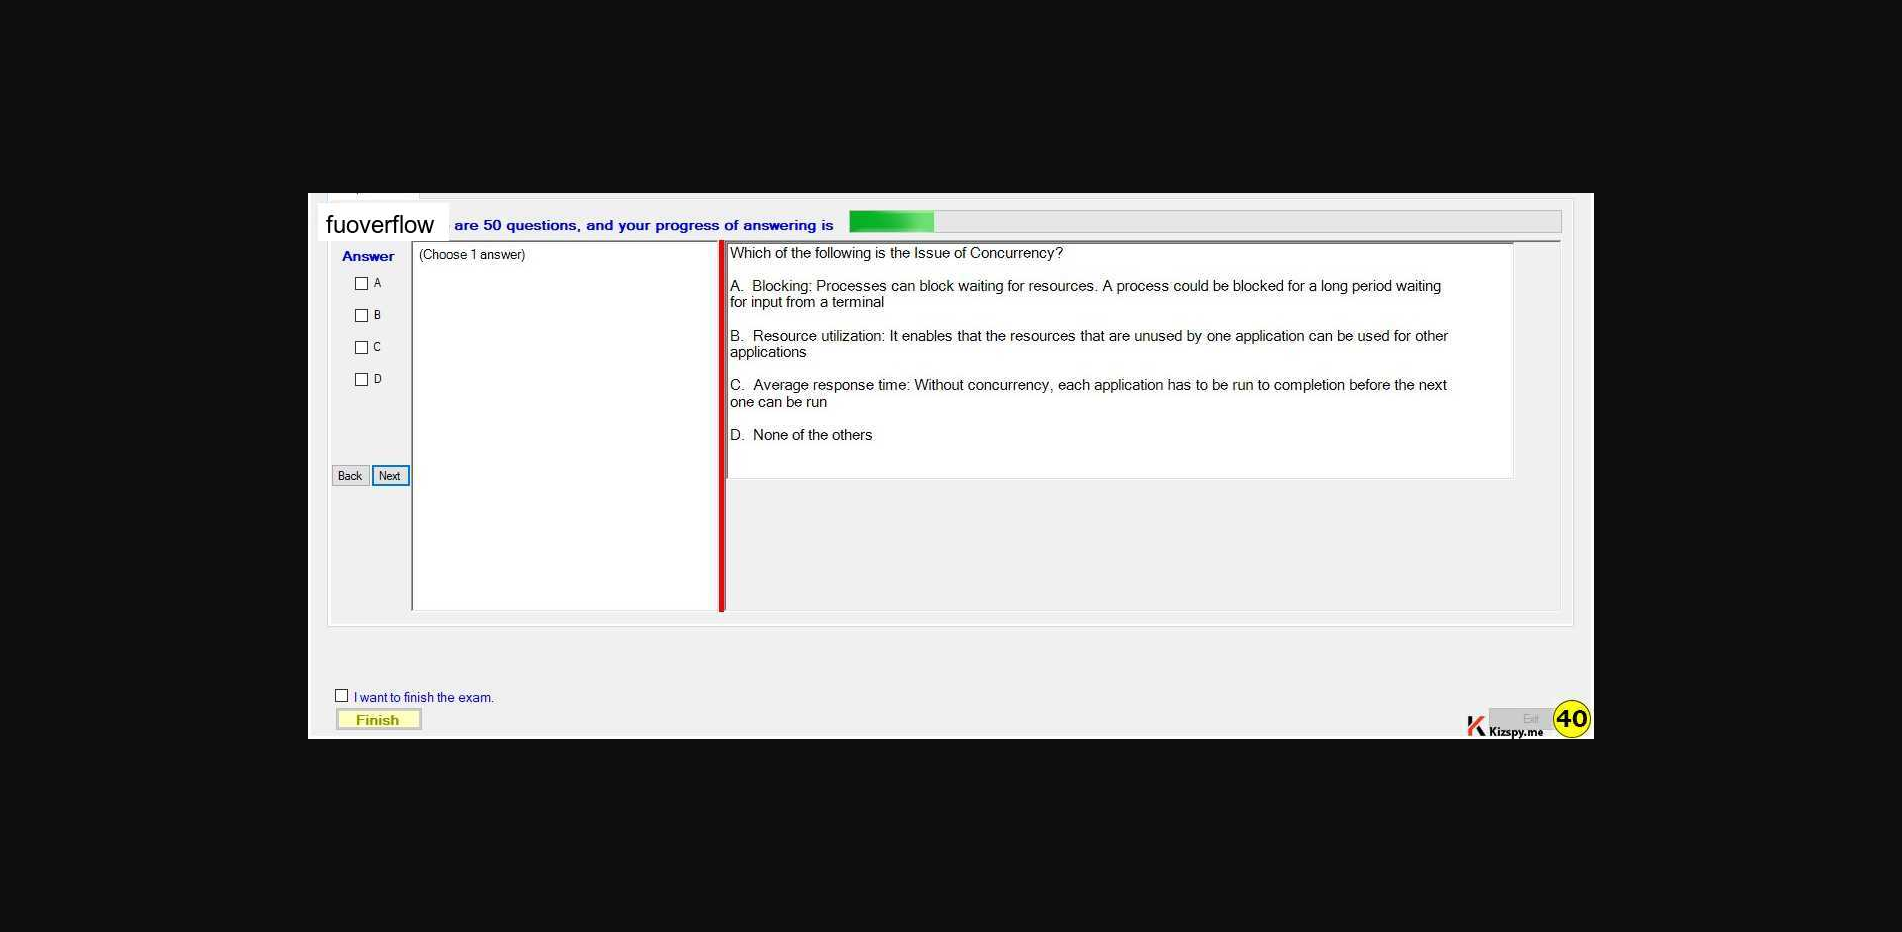 fuoverflow are 50 questions, and your progress of answering is
Answer
(Choose 1 answer)
A
B
C
D
Back Next
Which of the following is the Issue of Concurrency?
A. Blocking: Processes can block waiting for resources. A process could be blocked for a long period waiting
for input from a terminal
B. Resource utilization: It enables that the resources that are unused by one application can be used for other
applications
C. Average response time: Without concurrency, each application has to be run to completion before the next
one can be run
D. None of the others
I want to finish the exam.
Finish
Exit
Kizspy.me
40